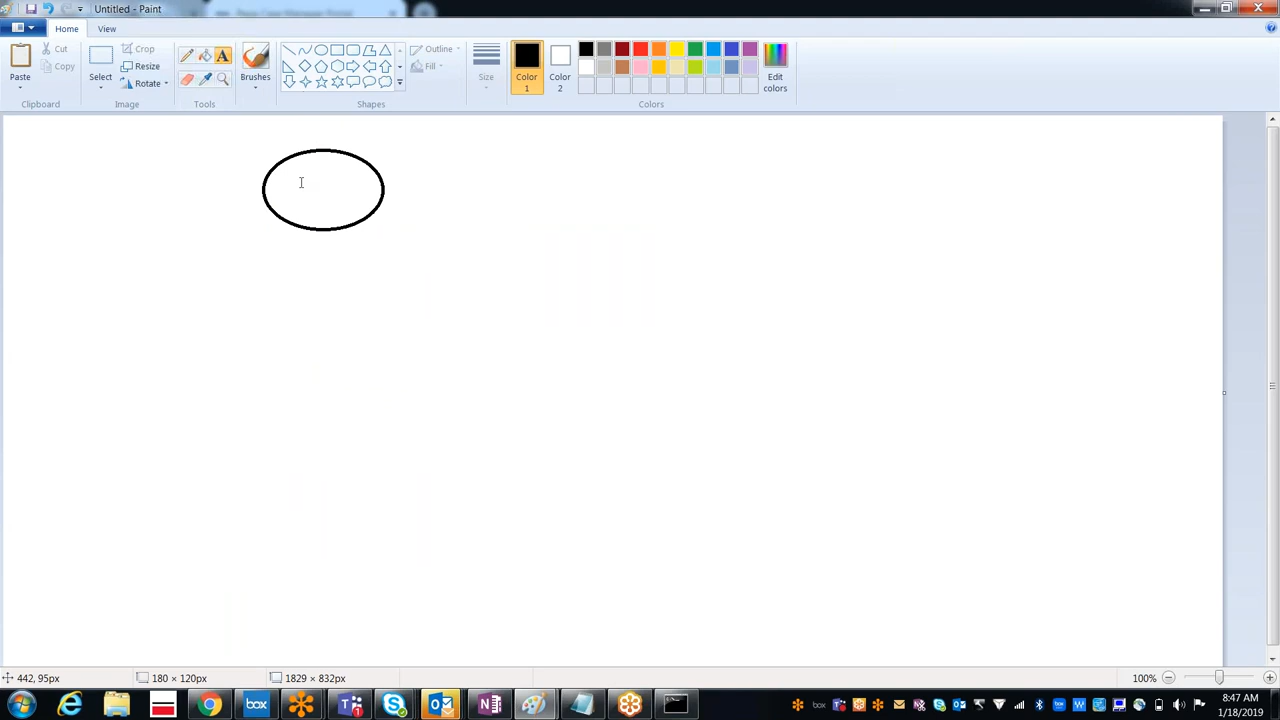 Untitled - Paint
Home View
Paste
Cut
Copy
Clipboard
Select
Crop
Resize
Rotate
Image
A
Tools
Brushes
Outline
Fill
Shapes
Size
Color 1
Color 2
Edit colors
Colors
442, 95px
180 × 120px
1829 × 832px
100%
box
box
8:47 AM
1/18/2019